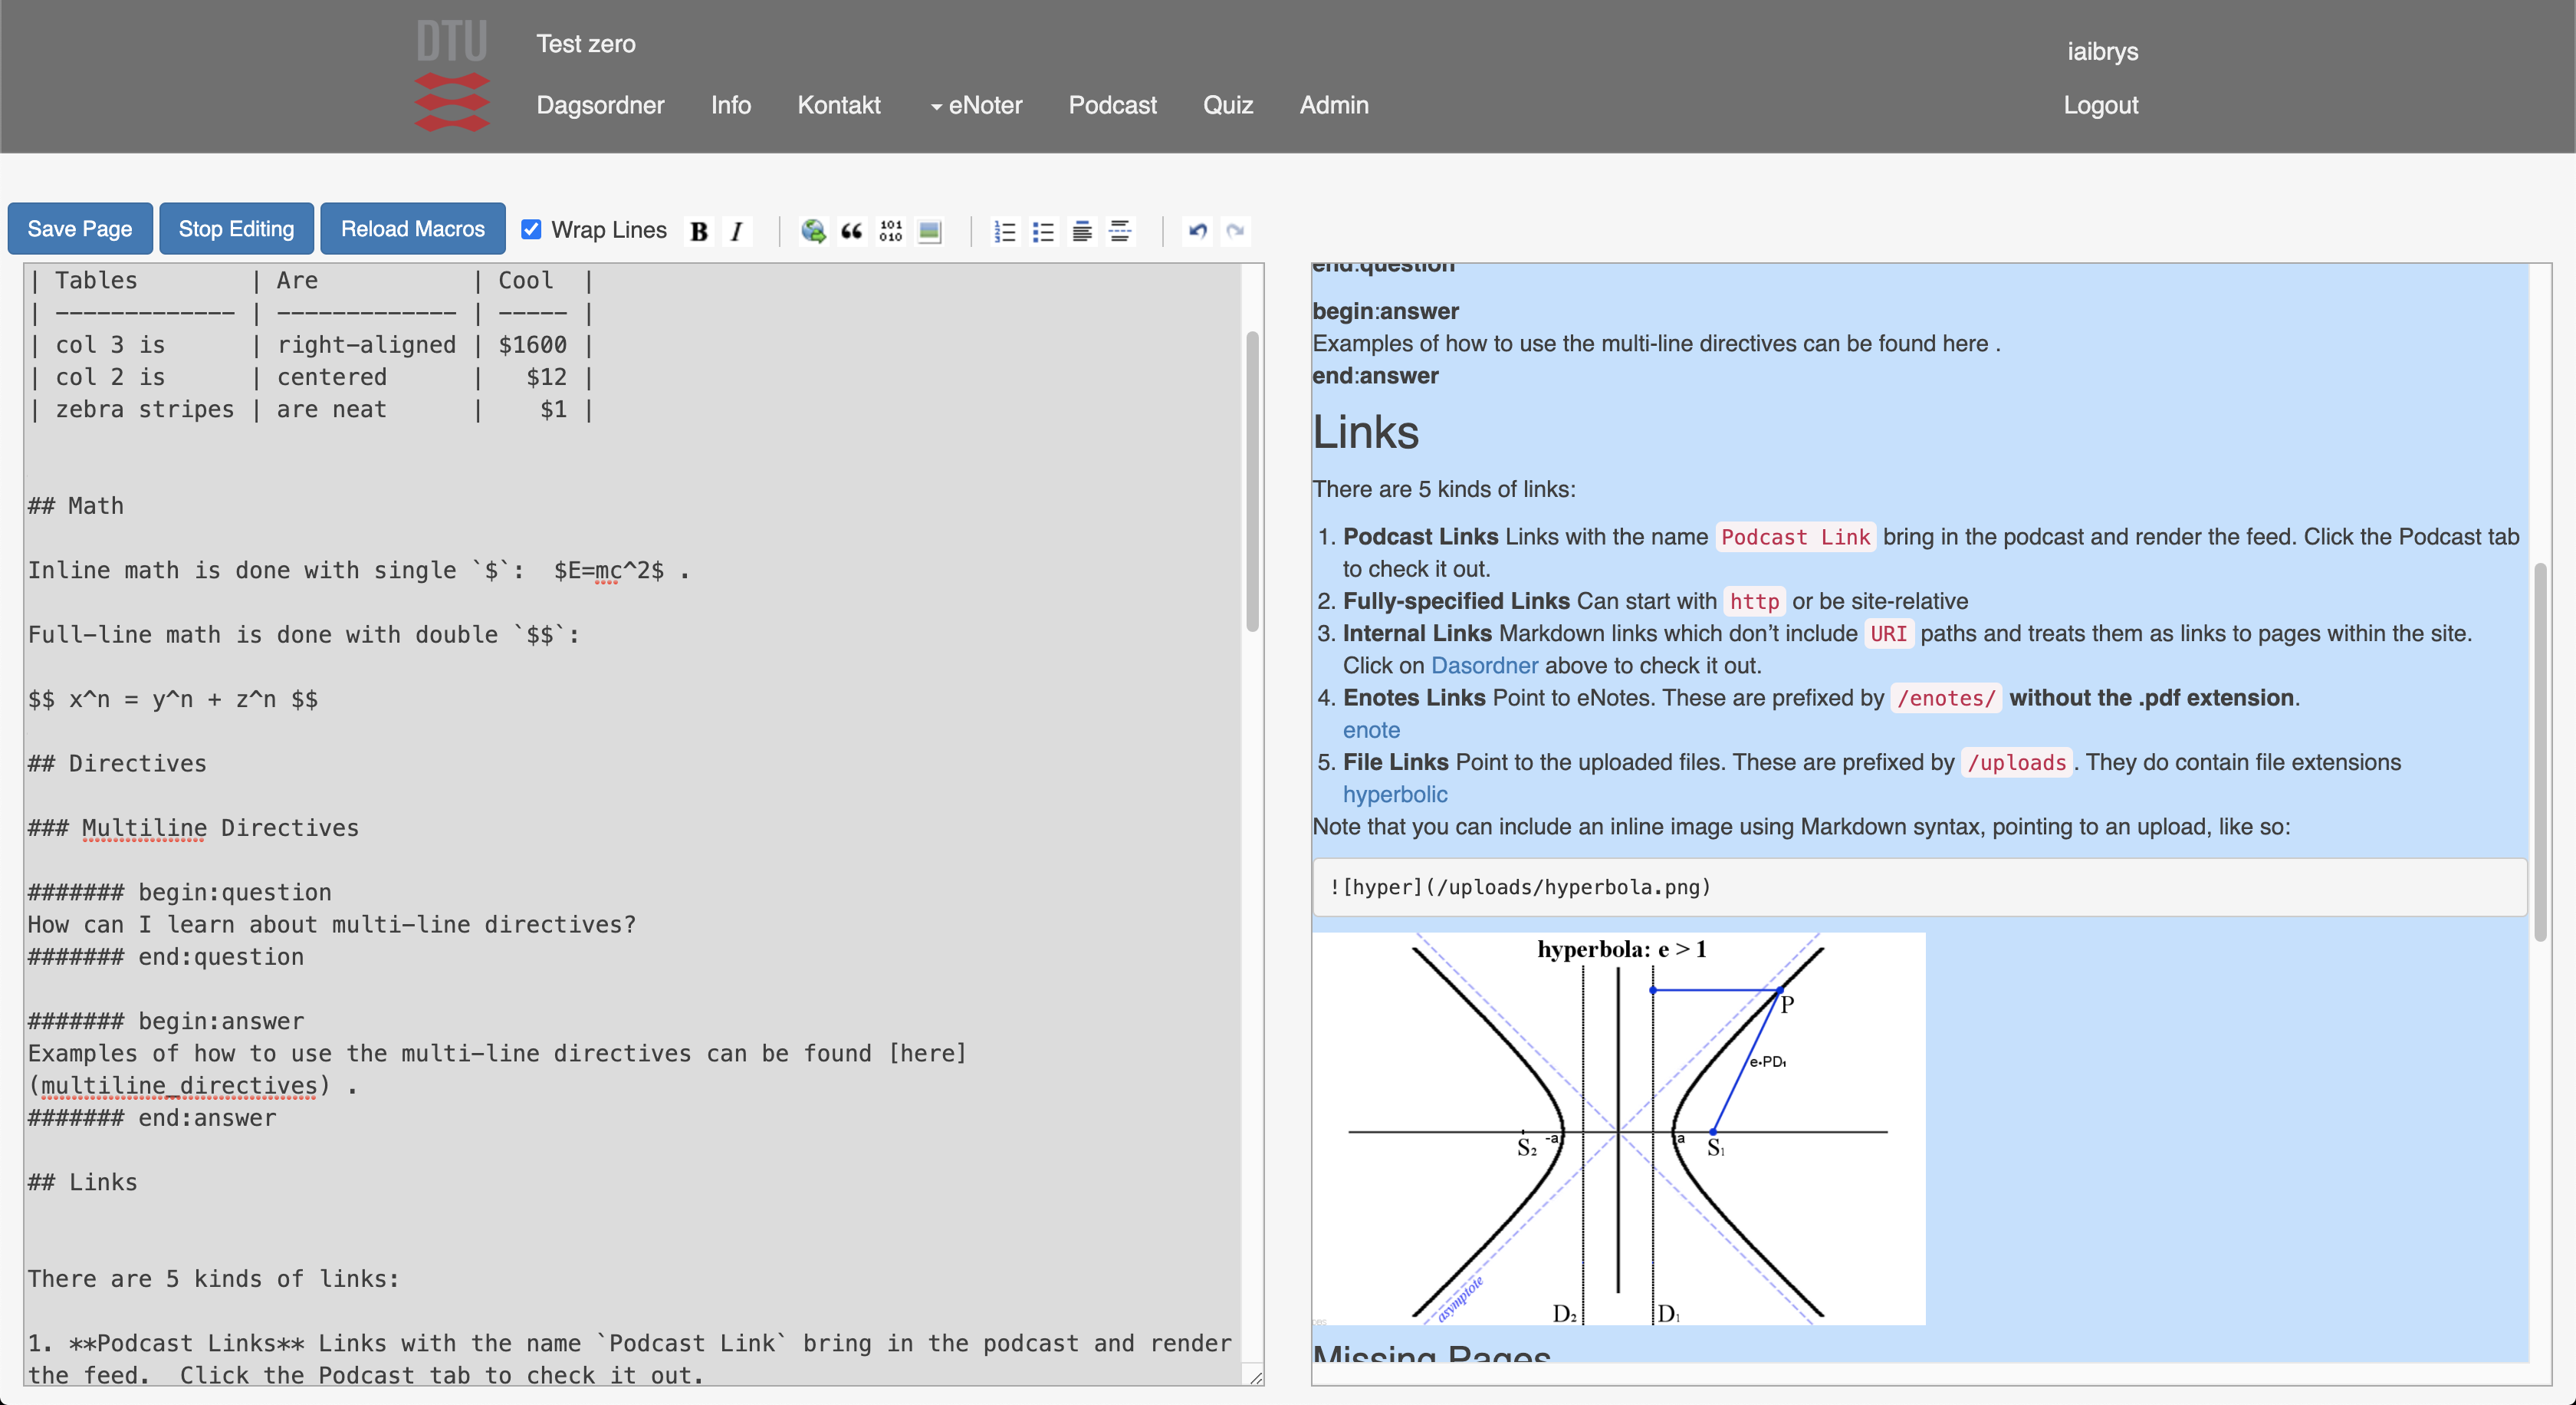 DTU
Test zero
iaibrys
Dagsordner Info Kontakt eNoter Podcast Quiz Admin
Logout
Save Page Stop Editing Reload Macros Wrap Lines B I
| Tables | Are | Cool |
| ------------- | ------------- | ----- |
| col 3 is | right-aligned | $1600 |
| col 2 is | centered | $12 |
| zebra stripes | are neat | $1 |
## Math
Inline math is done with single `$`: $E=mc^2$ .
Full-line math is done with double `$$`:
$$ x^n = y^n + z^n $$
## Directives
### Multiline Directives
####### begin:question
How can I learn about multi-line directives?
####### end:question
####### begin:answer
Examples of how to use the multi-line directives can be found [here]
(multiline_directives) .
####### end:answer
## Links
There are 5 kinds of links:
1. **Podcast Links** Links with the name `Podcast Link` bring in the podcast and render
the feed. Click the Podcast tab to check it out.
end:question
begin:answer
Examples of how to use the multi-line directives can be found here .
end:answer
Links
There are 5 kinds of links:
1. Podcast Links Links with the name Podcast Link bring in the podcast and render the feed. Click the Podcast tab
to check it out.
2. Fully-specified Links Can start with http or be site-relative
3. Internal Links Markdown links which don’t include URI paths and treats them as links to pages within the site.
Click on Dasordner above to check it out.
4. Enotes Links Point to eNotes. These are prefixed by /enotes/ without the .pdf extension.
enote
5. File Links Point to the uploaded files. These are prefixed by /uploads . They do contain file extensions
hyperbolic
Note that you can include an inline image using Markdown syntax, pointing to an upload, like so:
![hyper](/uploads/hyperbola.png)
hyperbola: e > 1
P
e•PD₁
S₂ -a a S₁
asymptote
D₂ D₁
Missing Pages